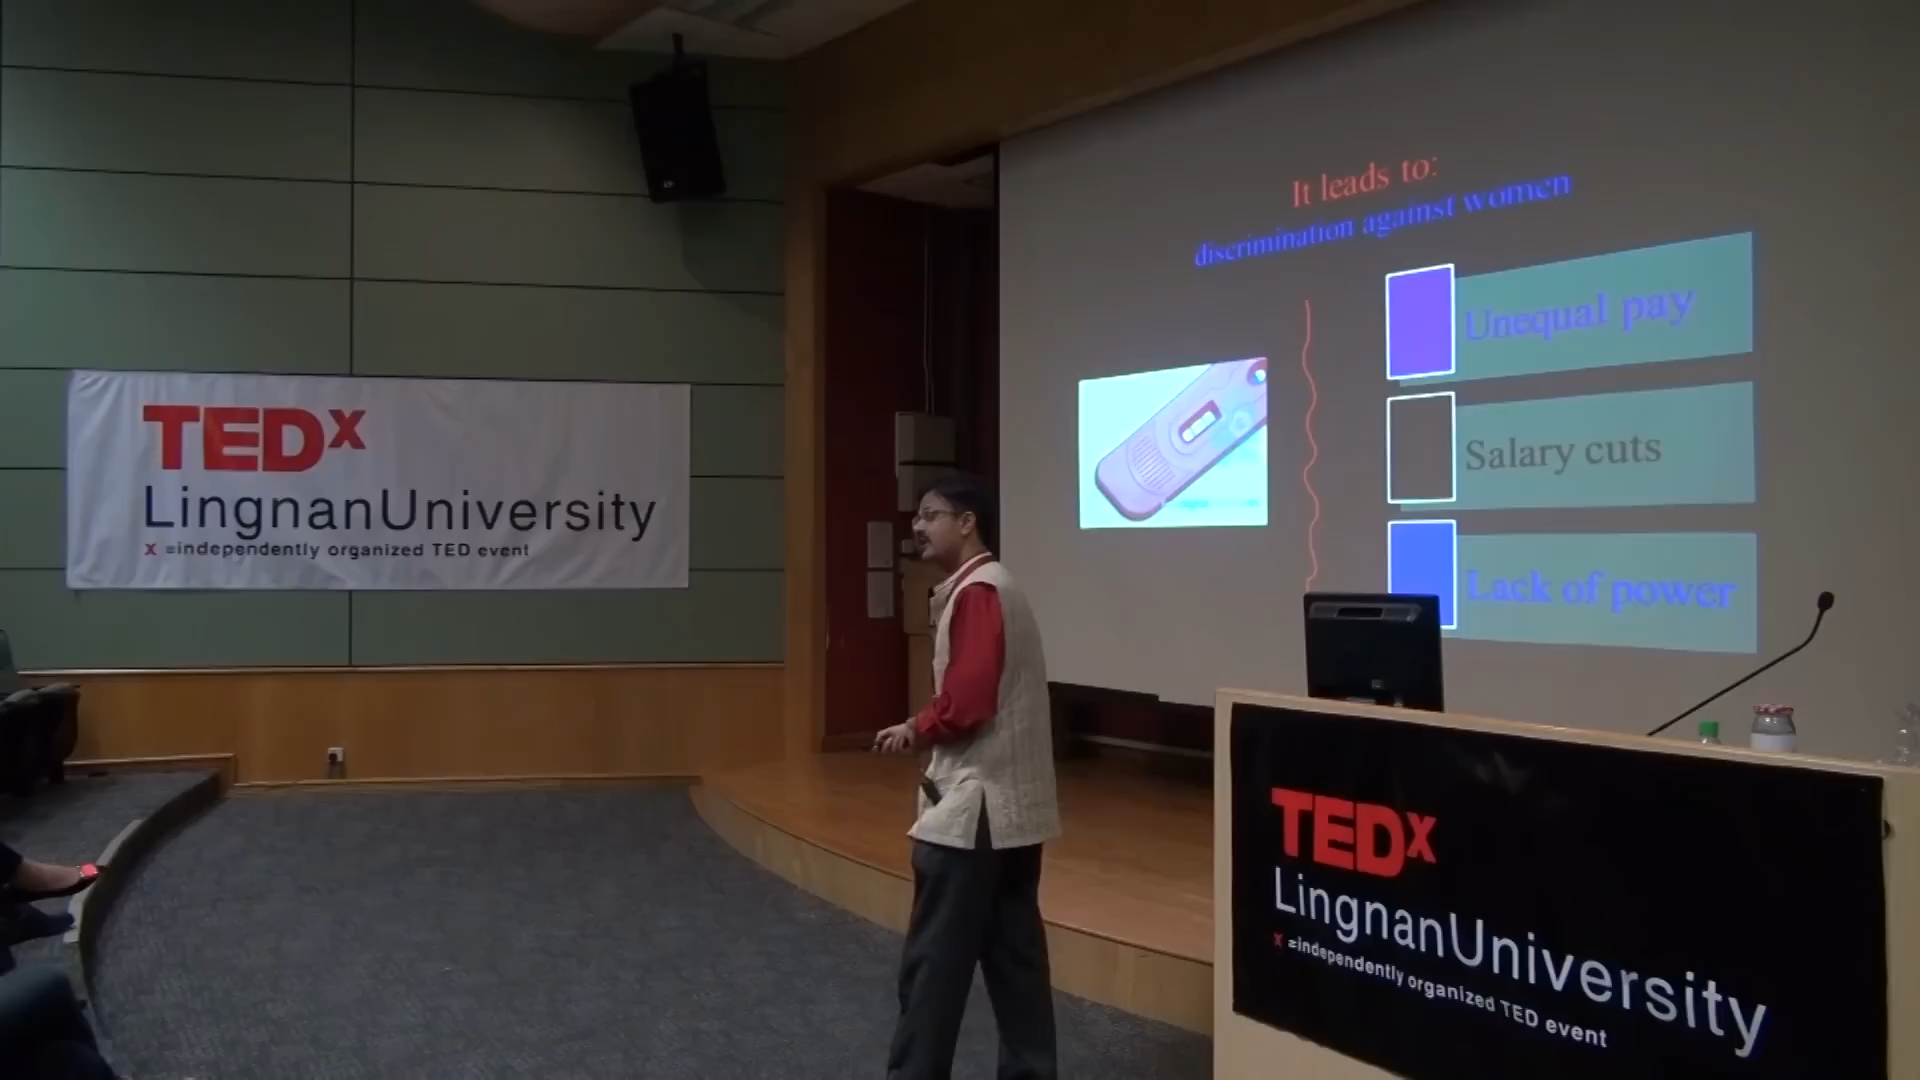 TEDx
LingnanUniversity
x =independently organized TED event
It leads to:
discrimination against women
Unequal pay
Salary cuts
Lack of power
TEDx
LingnanUniversity
x =independently organized TED event